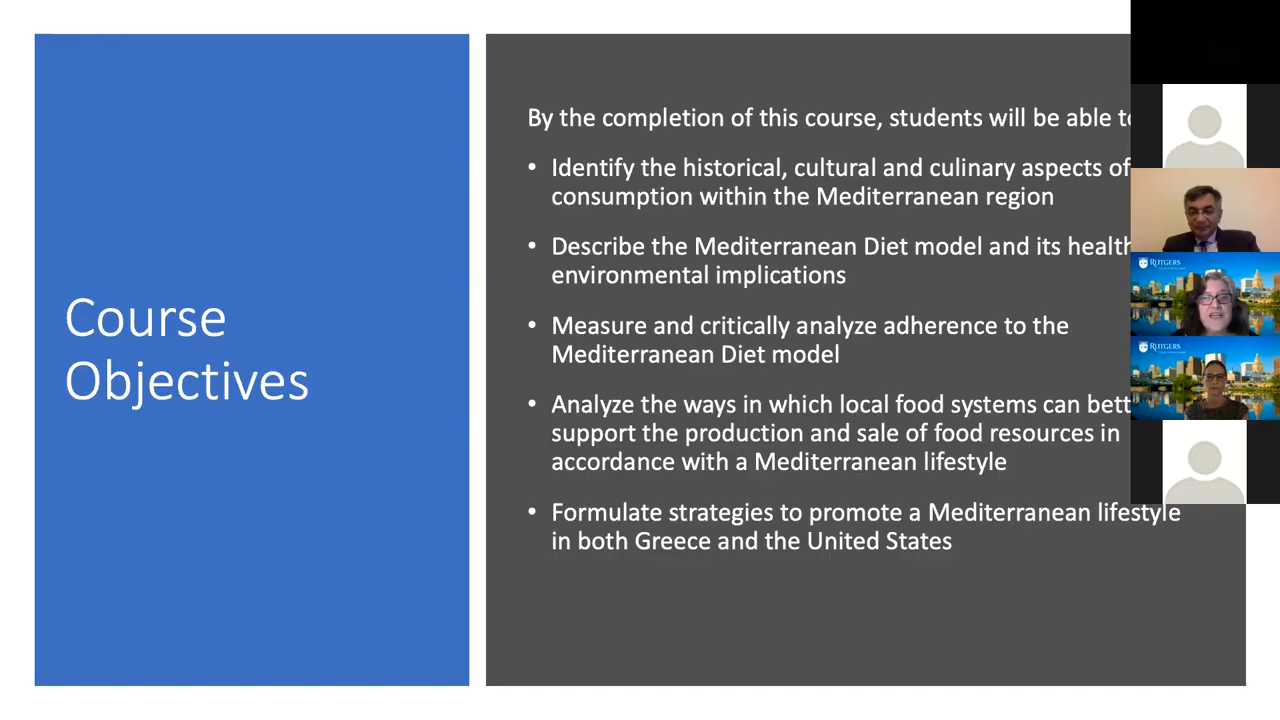 Course
Objectives
By the completion of this course, students will be able
• Identify the historical, cultural and culinary aspects of
consumption within the Mediterranean region
• Describe the Mediterranean Diet model and its health
environmental implications
• Measure and critically analyze adherence to the
Mediterranean Diet model
• Analyze the ways in which local food systems can
support the production and sale of food resources in
accordance with a Mediterranean lifestyle
• Formulate strategies to promote a Mediterranean lifestyle
in both Greece and the United States
RUTGERS
RUTGERS